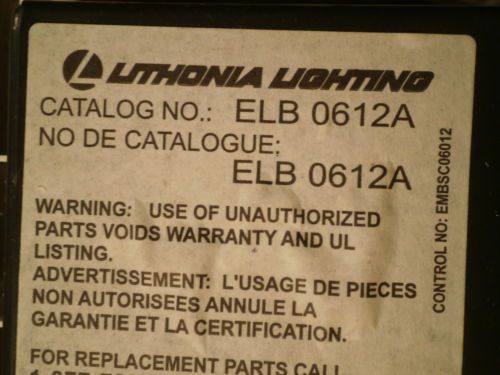 LITHONIA LIGHTING
CATALOG NO.: ELB 0612A
NO DE CATALOGUE:
ELB 0612A
WARNING: USE OF UNAUTHORIZED
PARTS VOIDS WARRANTY AND UL
LISTING.
ADVERTISSEMENT: L'USAGE DE PIECES
NON AUTORISEES ANNULE LA
GARANTIE ET LA CERTIFICATION.
FOR REPLACEMENT PARTS CALL
CONTROL NO: EMBSC06012